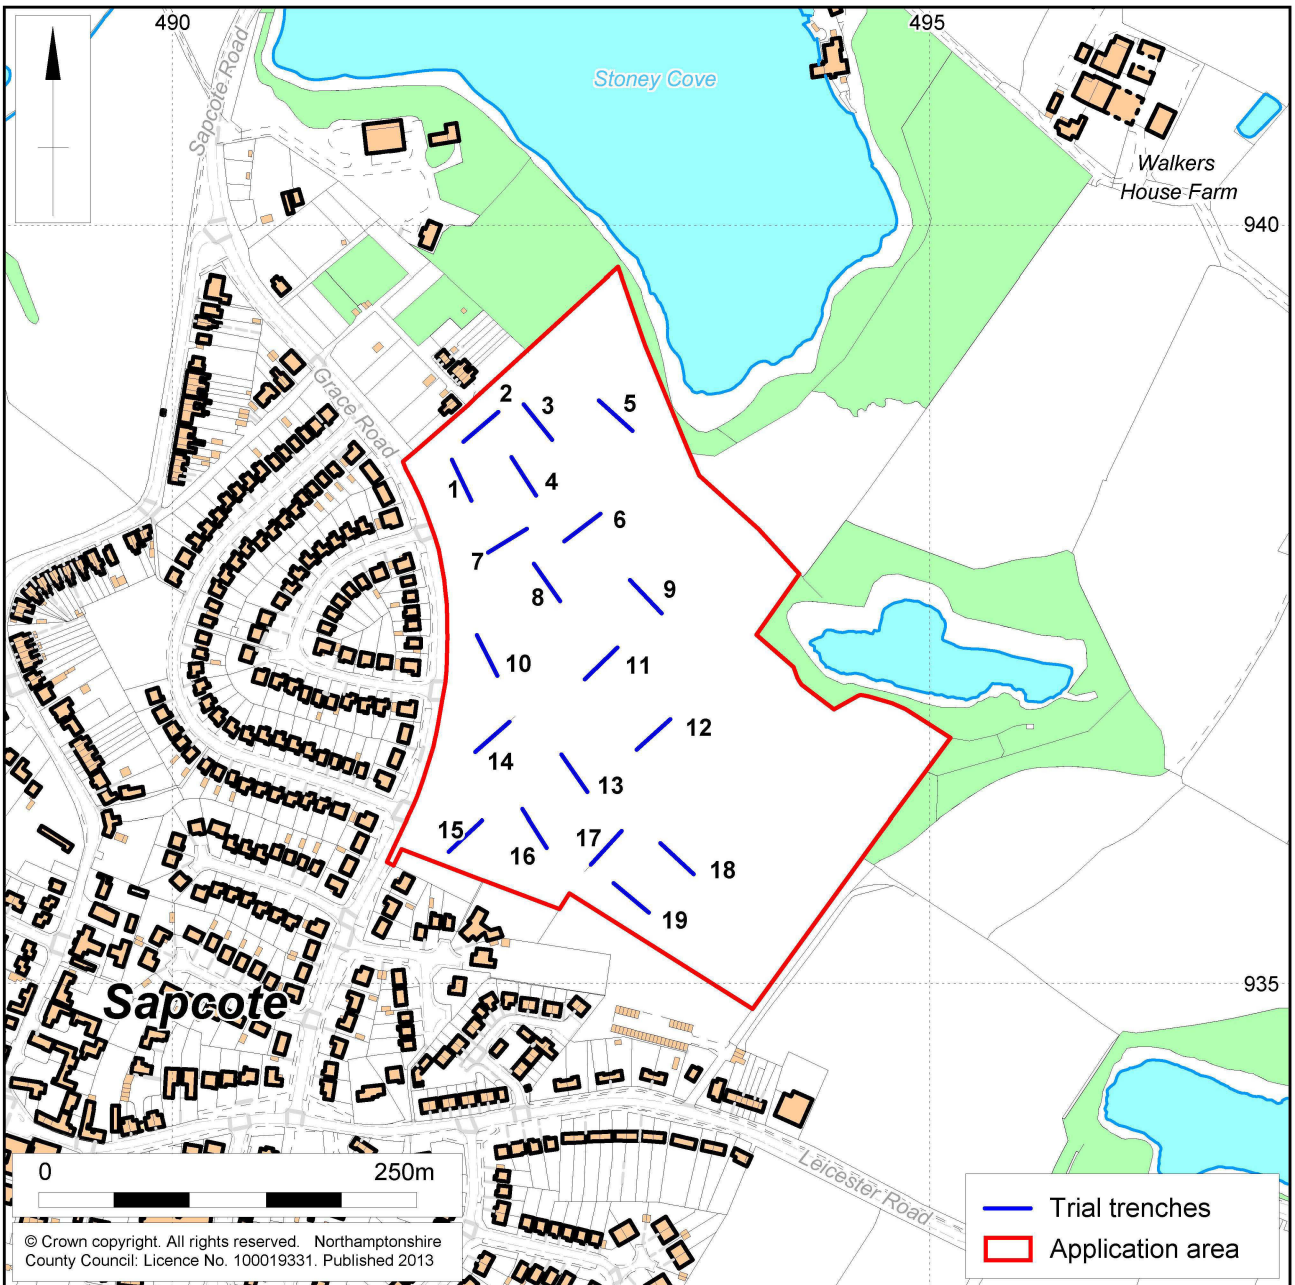 490
495
Sapcote Road
Stoney Cove
Walkers
House Farm
940
Grace Road
2
3
5
1
4
6
7
8
9
10
11
12
14
13
15
16
17
18
19
Sapcote
935
Leicester Road
0 250m
© Crown copyright. All rights reserved. Northamptonshire
County Council: Licence No. 100019331. Published 2013
Trial trenches
Application area